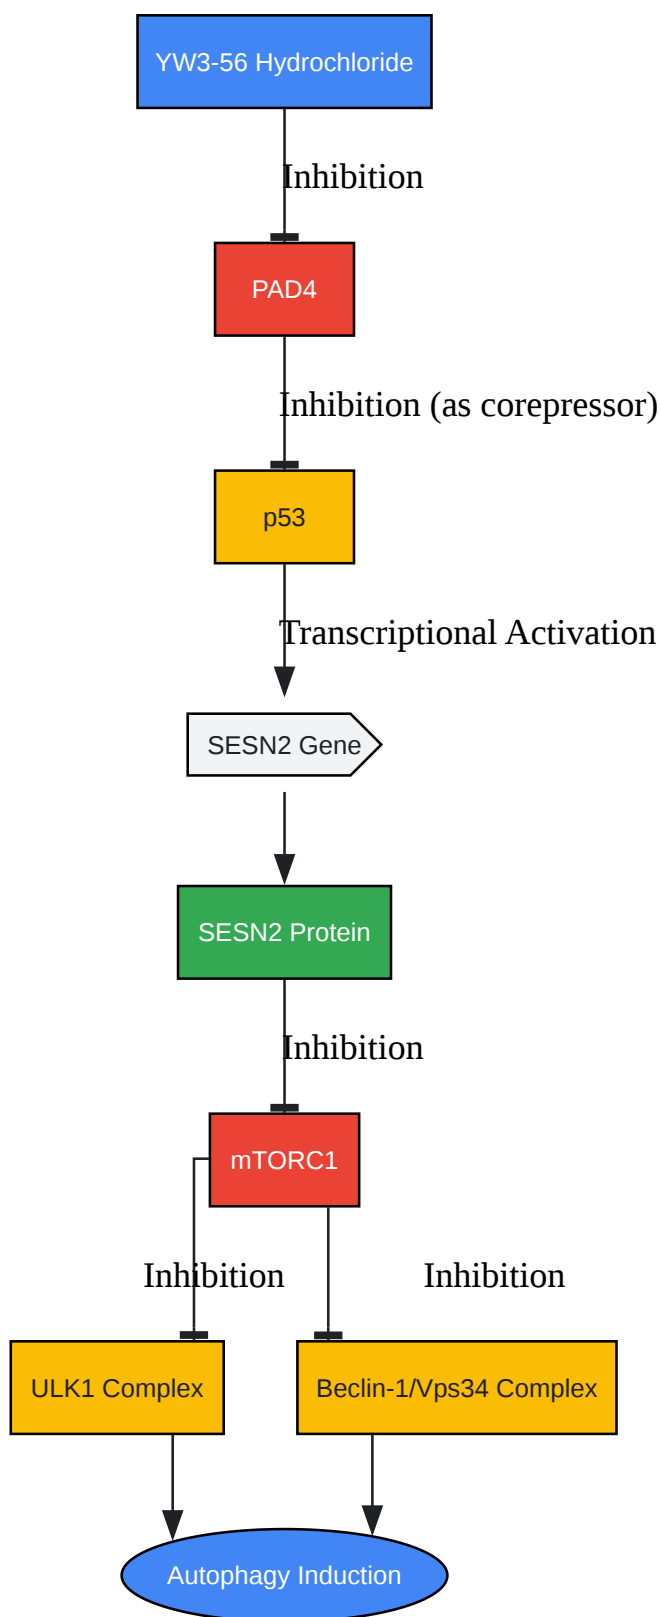 YW3-56 Hydrochloride
Inhibition
PAD4
Inhibition (as corepressor)
p53
Transcriptional Activation
SESN2 Gene
SESN2 Protein
Inhibition
mTORC1
Inhibition
Inhibition
ULK1 Complex
Beclin-1/Vps34 Complex
Autophagy Induction